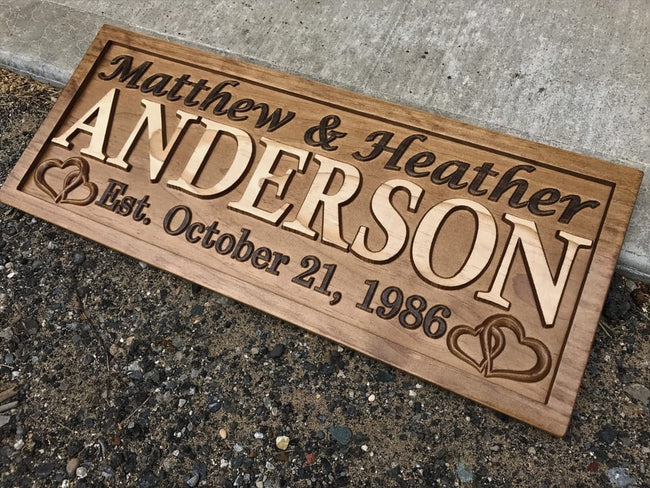 Matthew & Heather
ANDERSON
Est. October 21, 1986